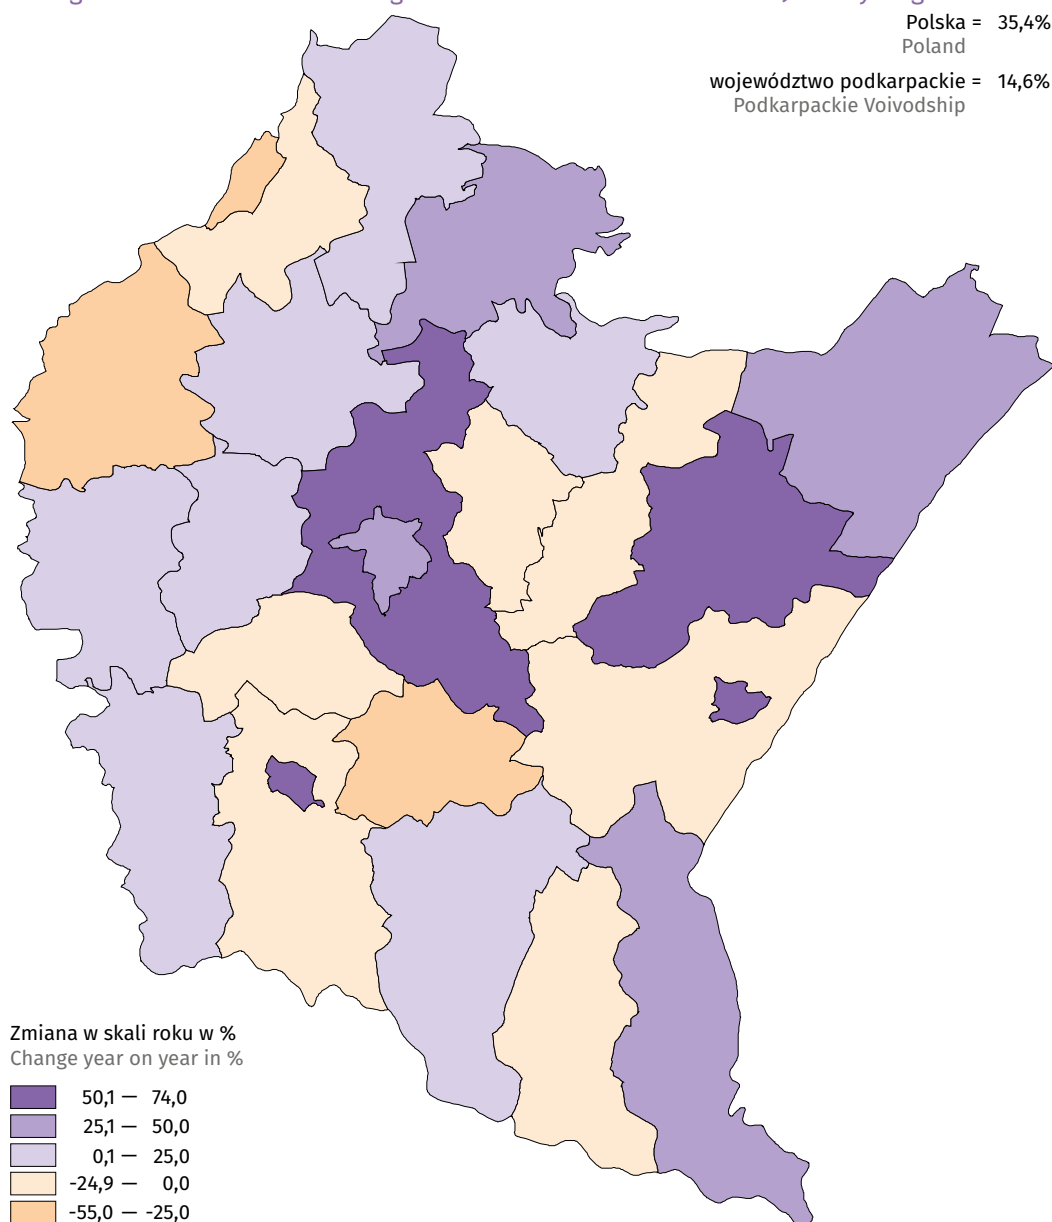 Polska = 35,4%
Poland
województwo podkarpackie = 14,6%
Podkarpackie Voivodship
Zmiana w skali roku w %
Change year on year in %
50,1 — 74,0
25,1 — 50,0
0,1 — 25,0
-24,9 — 0,0
-55,0 — -25,0